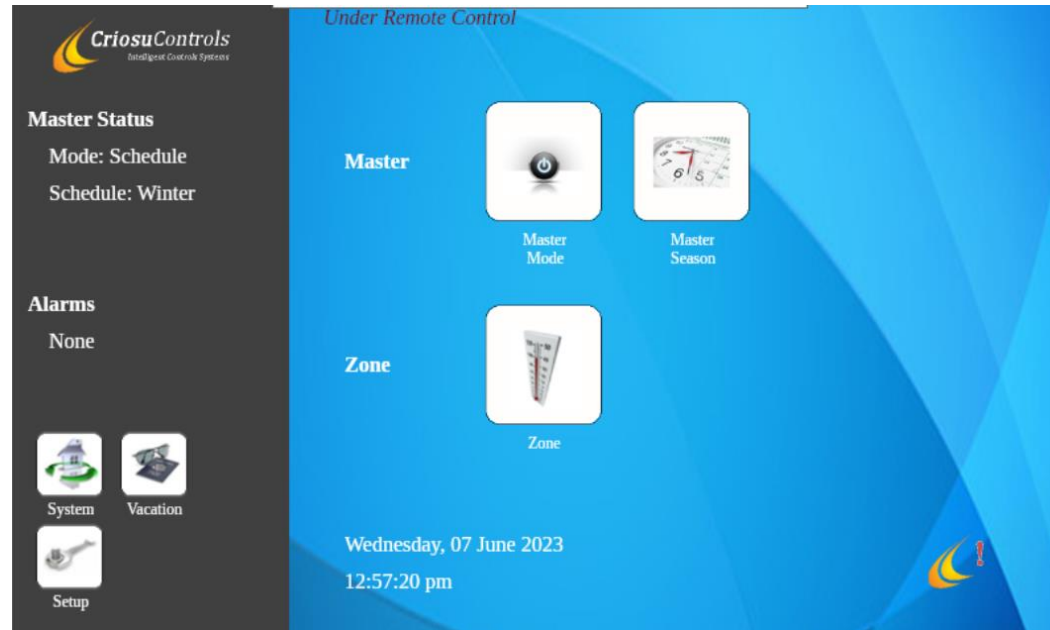 Under Remote Control
CriosuControls
Intelligent Controls Systems
Master Status
Mode: Schedule
Schedule: Winter
Alarms
None
System
Vacation
Setup
Master
Master
Mode
Master
Season
Zone
Zone
Wednesday, 07 June 2023
12:57:20 pm